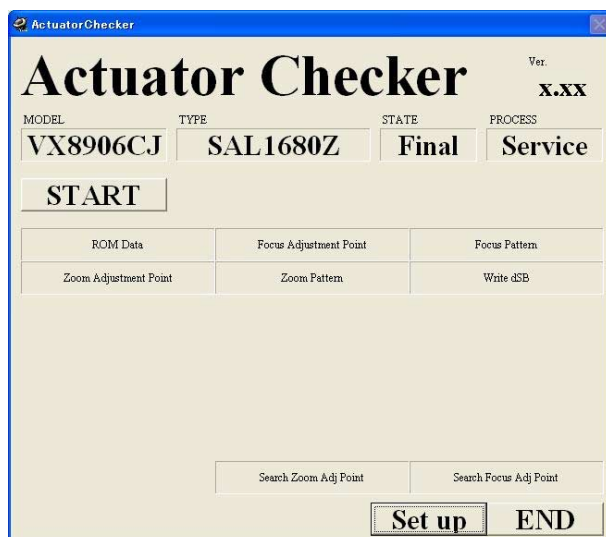 ActuatorChecker
Actuator Checker
Ver.
x.xx
MODEL TYPE STATE PROCESS
VX8906CJ SAL1680Z Final Service
START
ROM Data Focus Adjustment Point Focus Pattern
Zoom Adjustment Point Zoom Pattern Write dSB
Search Zoom Adj Point Search Focus Adj Point
Set up END